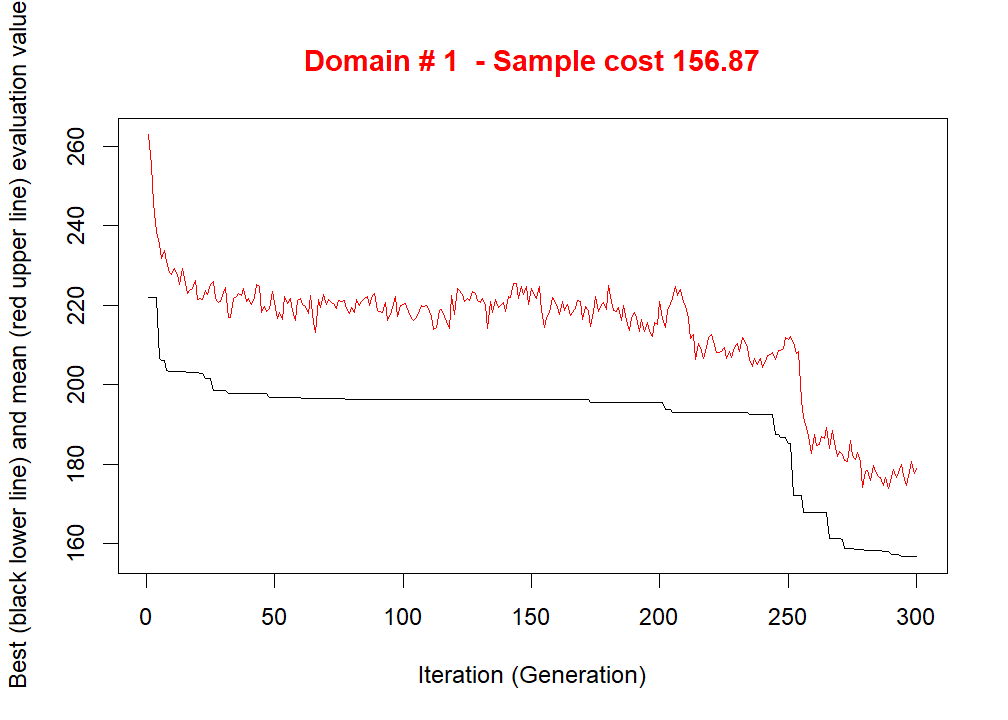 Domain # 1  - Sample cost 156.87
Best (black lower line) and mean (red upper line) evaluation value
260
240
220
200
180
160
0 50 100 150 200 250 300
Iteration (Generation)